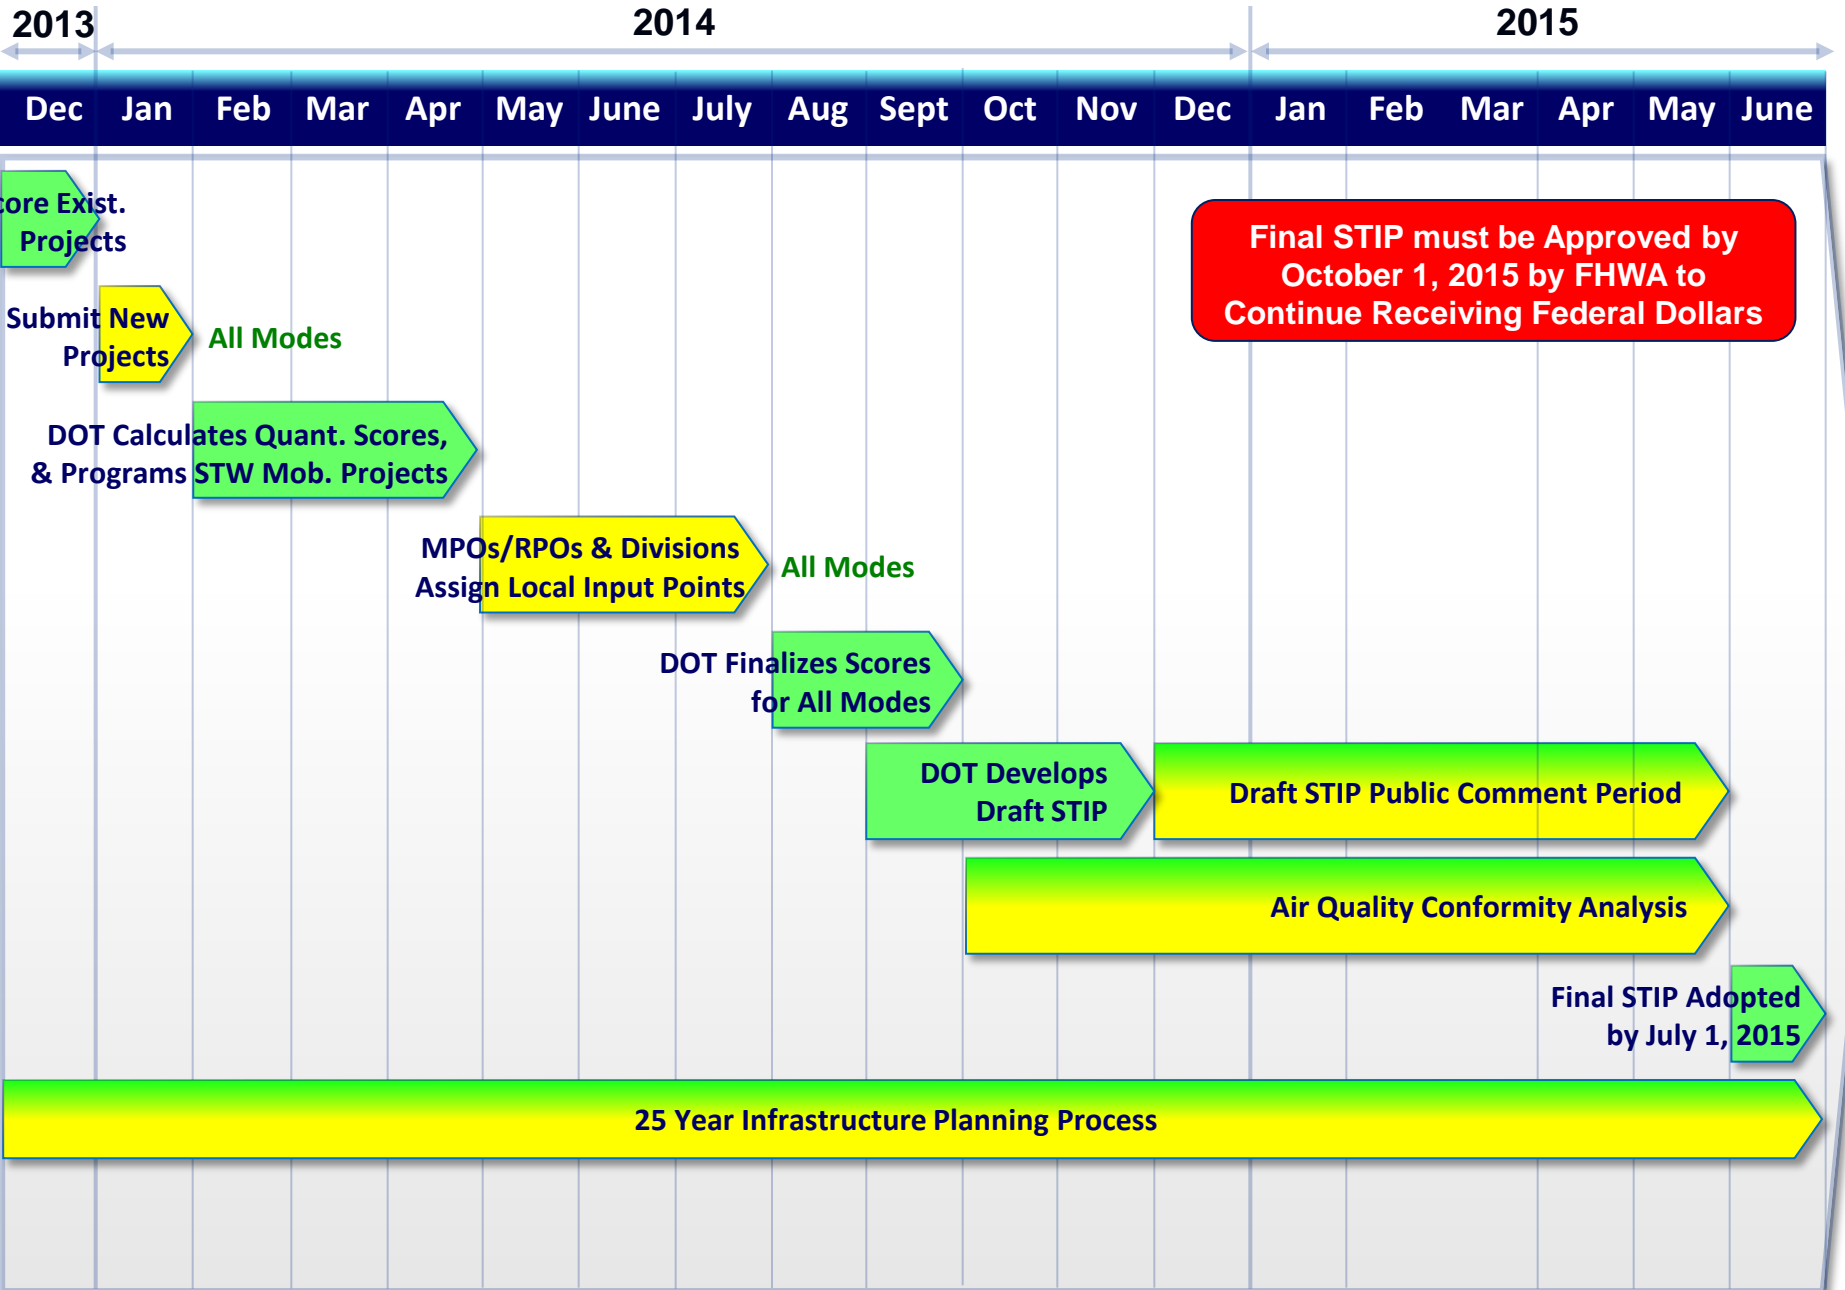 2013 2014 2015
Dec Jan Feb Mar Apr May June July Aug Sept Oct Nov Dec Jan Feb Mar Apr May June
core Exist.
Projects
Final STIP must be Approved by
October 1, 2015 by FHWA to
Continue Receiving Federal Dollars
Submit New
Projects
All Modes
DOT Calculates Quant. Scores,
& Programs STW Mob. Projects
MPOs/RPOs & Divisions
Assign Local Input Points
All Modes
DOT Finalizes Scores
for All Modes
DOT Develops
Draft STIP
Draft STIP Public Comment Period
Air Quality Conformity Analysis
Final STIP Adopted
by July 1, 2015
25 Year Infrastructure Planning Process